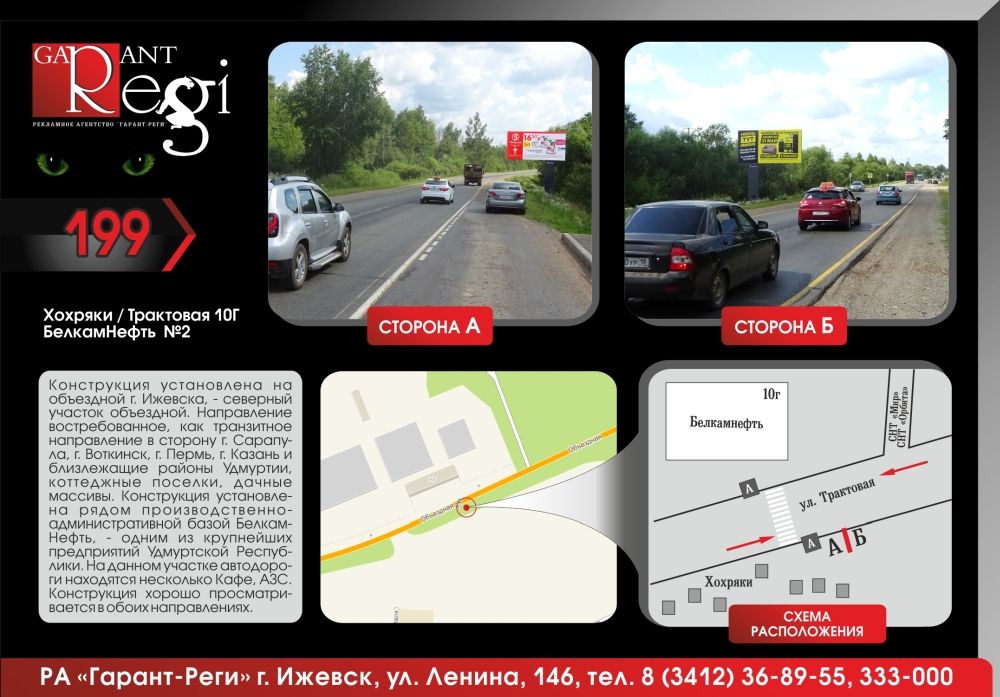 GARANT
Regi
РЕКЛАМНОЕ АГЕНТСТВО "ГАРАНТ-РЕГИ"
199
Хохряки / Трактовая 10Г
БелкамНефть №2
СТОРОНА А
СТОРОНА Б
Конструкция установлена на
объездной г. Ижевска, - северный
участок объездной. Направление
востребованное, как транзитное
направление в сторону г. Сарапу-
ла, г. Воткинск, г. Пермь, г. Казань и
близлежащие районы Удмуртии,
коттеджные поселки, дачные
массивы. Конструкция установле-
на рядом производственно-
административной базой Белкам-
Нефть, - одним из крупнейших
предприятий Удмуртской Респуб-
лики. На данном участке автодоро-
ги находятся несколько Кафе, АЗС.
Конструкция хорошо просматри-
вается в обоих направлениях.
Объездная
Объездная
10г
Белкамнефть
СНТ «Мир»
СНТ «Орбита»
А
ул. Трактовая
А
А Б
Хохряки
СХЕМА
РАСПОЛОЖЕНИЯ
РА «Гарант-Реги» г. Ижевск, ул. Ленина, 146, тел. 8 (3412) 36-89-55, 333-000